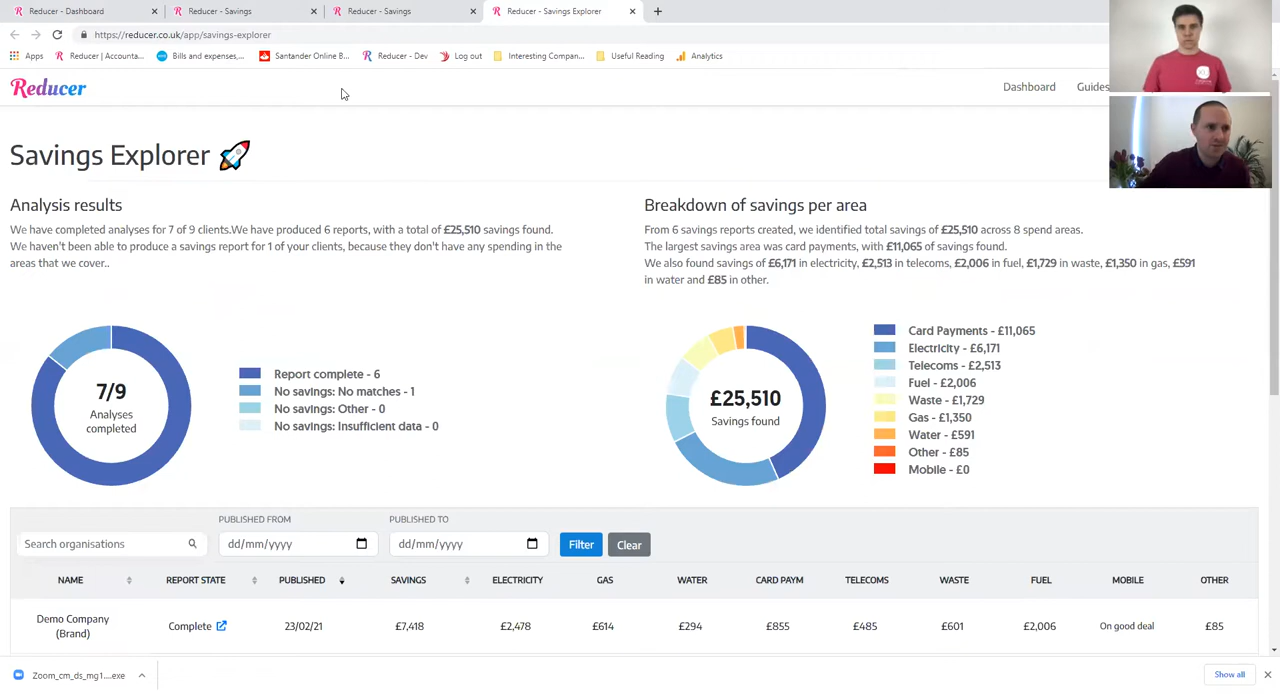 Reducer - Dashboard
Reducer - Savings
Reducer - Savings
Reducer - Savings Explorer
https://reducer.co.uk/app/savings-explorer
Apps
Reducer | Accounta...
Bills and expenses,...
Santander Online B...
Reducer - Dev
Log out
Interesting Compan...
Useful Reading
Analytics
Reducer
Dashboard
Guides
Savings Explorer
Analysis results
We have completed analyses for 7 of 9 clients.We have produced 6 reports, with a total of £25,510 savings found.
We haven't been able to produce a savings report for 1 of your clients, because they don't have any spending in the
areas that we cover..
Breakdown of savings per area
From 6 savings reports created, we identified total savings of £25,510 across 8 spend areas.
The largest savings area was card payments, with £11,065 of savings found.
We also found savings of £6,171 in electricity, £2,513 in telecoms, £2,006 in fuel, £1,729 in waste, £1,350 in gas, £591
in water and £85 in other.
7/9
Analyses
completed
Report complete - 6
No savings: No matches - 1
No savings: Other - 0
No savings: Insufficient data - 0
£25,510
Savings found
Card Payments - £11,065
Electricity - £6,171
Telecoms - £2,513
Fuel - £2,006
Waste - £1,729
Gas - £1,350
Water - £591
Other - £85
Mobile - £0
PUBLISHED FROM
PUBLISHED TO
Search organisations
dd/mm/yyyy
dd/mm/yyyy
Filter
Clear
NAME REPORT STATE PUBLISHED SAVINGS ELECTRICITY GAS WATER CARD PAYM TELECOMS WASTE FUEL MOBILE OTHER
Demo Company
(Brand)
Complete 23/02/21 £7,418 £2,478 £614 £294 £855 £485 £601 £2,006 On good deal £85
Zoom_cm_ds_mg1....exe
Show all